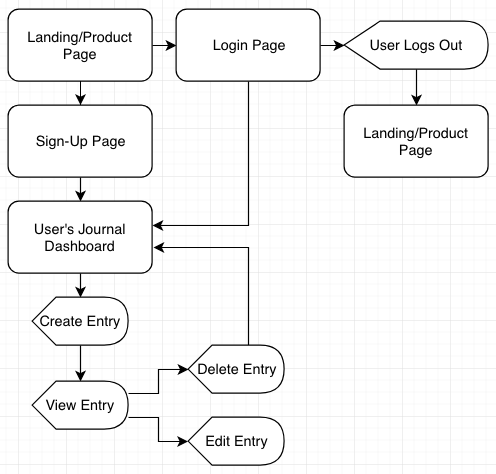 Landing/Product
Page
Login Page
User Logs Out
Sign-Up Page
Landing/Product
Page
User's Journal
Dashboard
Create Entry
Delete Entry
View Entry
Edit Entry